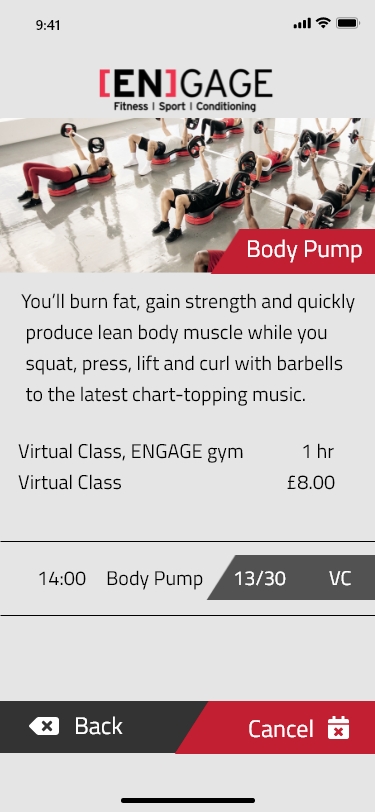 9:41
[EN]GAGE
Fitness | Sport | Conditioning
Body Pump
You'll burn fat, gain strength and quickly
produce lean body muscle while you
squat, press, lift and curl with barbells
to the latest chart-topping music.
Virtual Class, ENGAGE gym 1 hr
Virtual Class £8.00
14:00 Body Pump 13/30 VC
Back Cancel